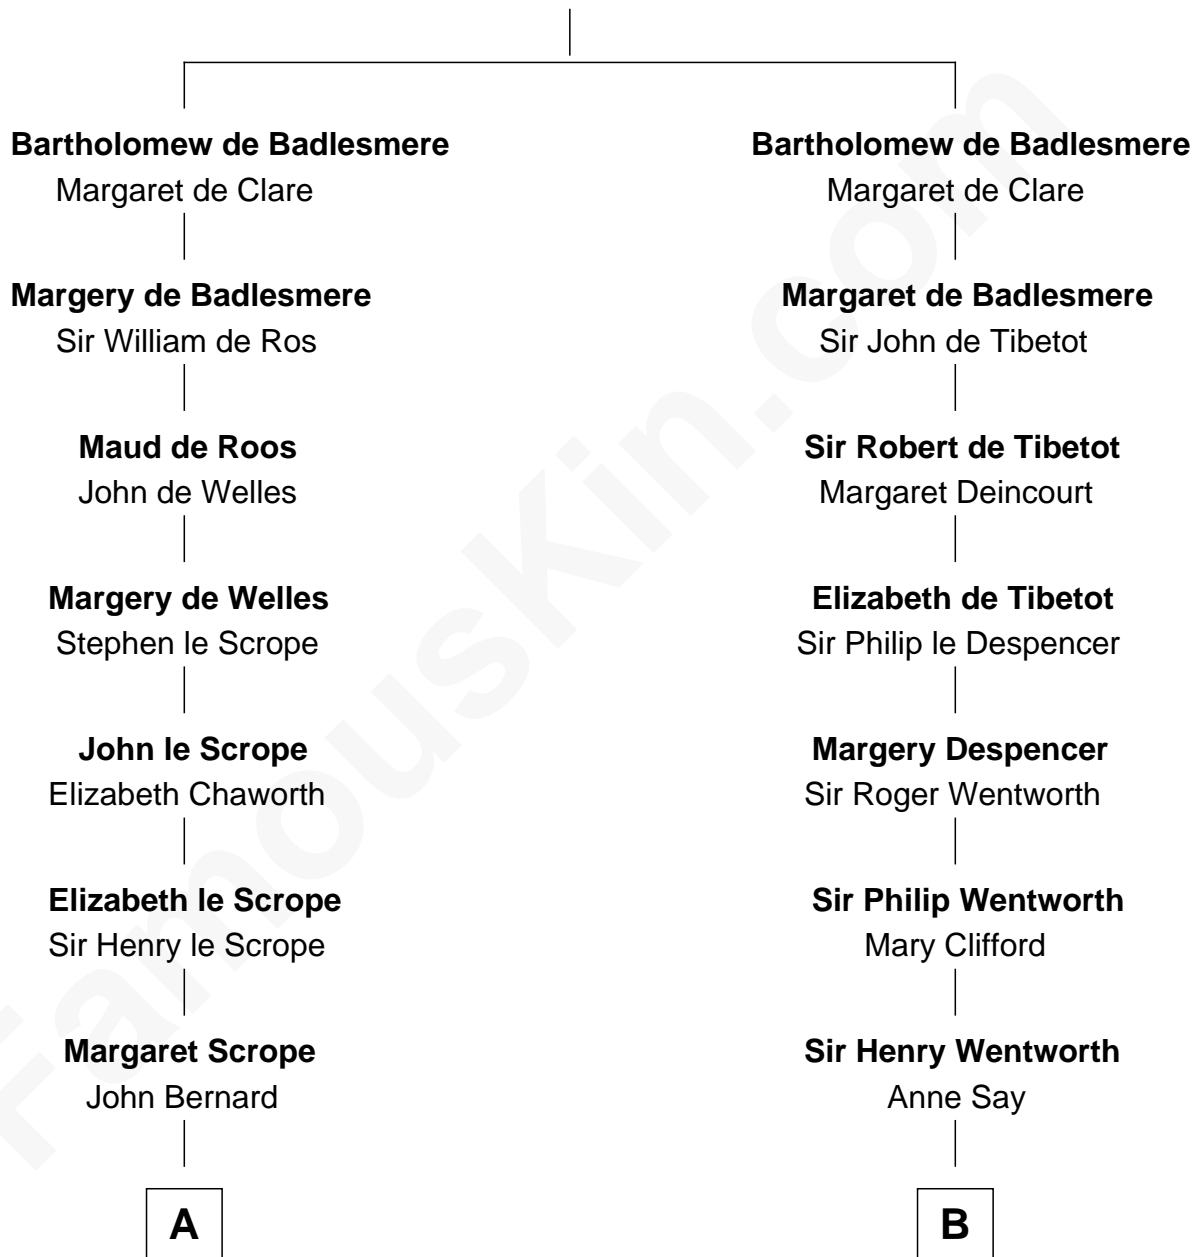 Bartholomew de Badlesmere
Margaret de Clare
Margery de Badlesmere
Sir William de Ros
Maud de Roos
John de Welles
Margery de Welles
Stephen le Scrope
John le Scrope
Elizabeth Chaworth
Elizabeth le Scrope
Sir Henry le Scrope
Margaret Scrope
John Bernard
A
Bartholomew de Badlesmere
Margaret de Clare
Margaret de Badlesmere
Sir John de Tibetot
Sir Robert de Tibetot
Margaret Deincourt
Elizabeth de Tibetot
Sir Philip le Despencer
Margery Despencer
Sir Roger Wentworth
Sir Philip Wentworth
Mary Clifford
Sir Henry Wentworth
Anne Say
B
FamousKin.com